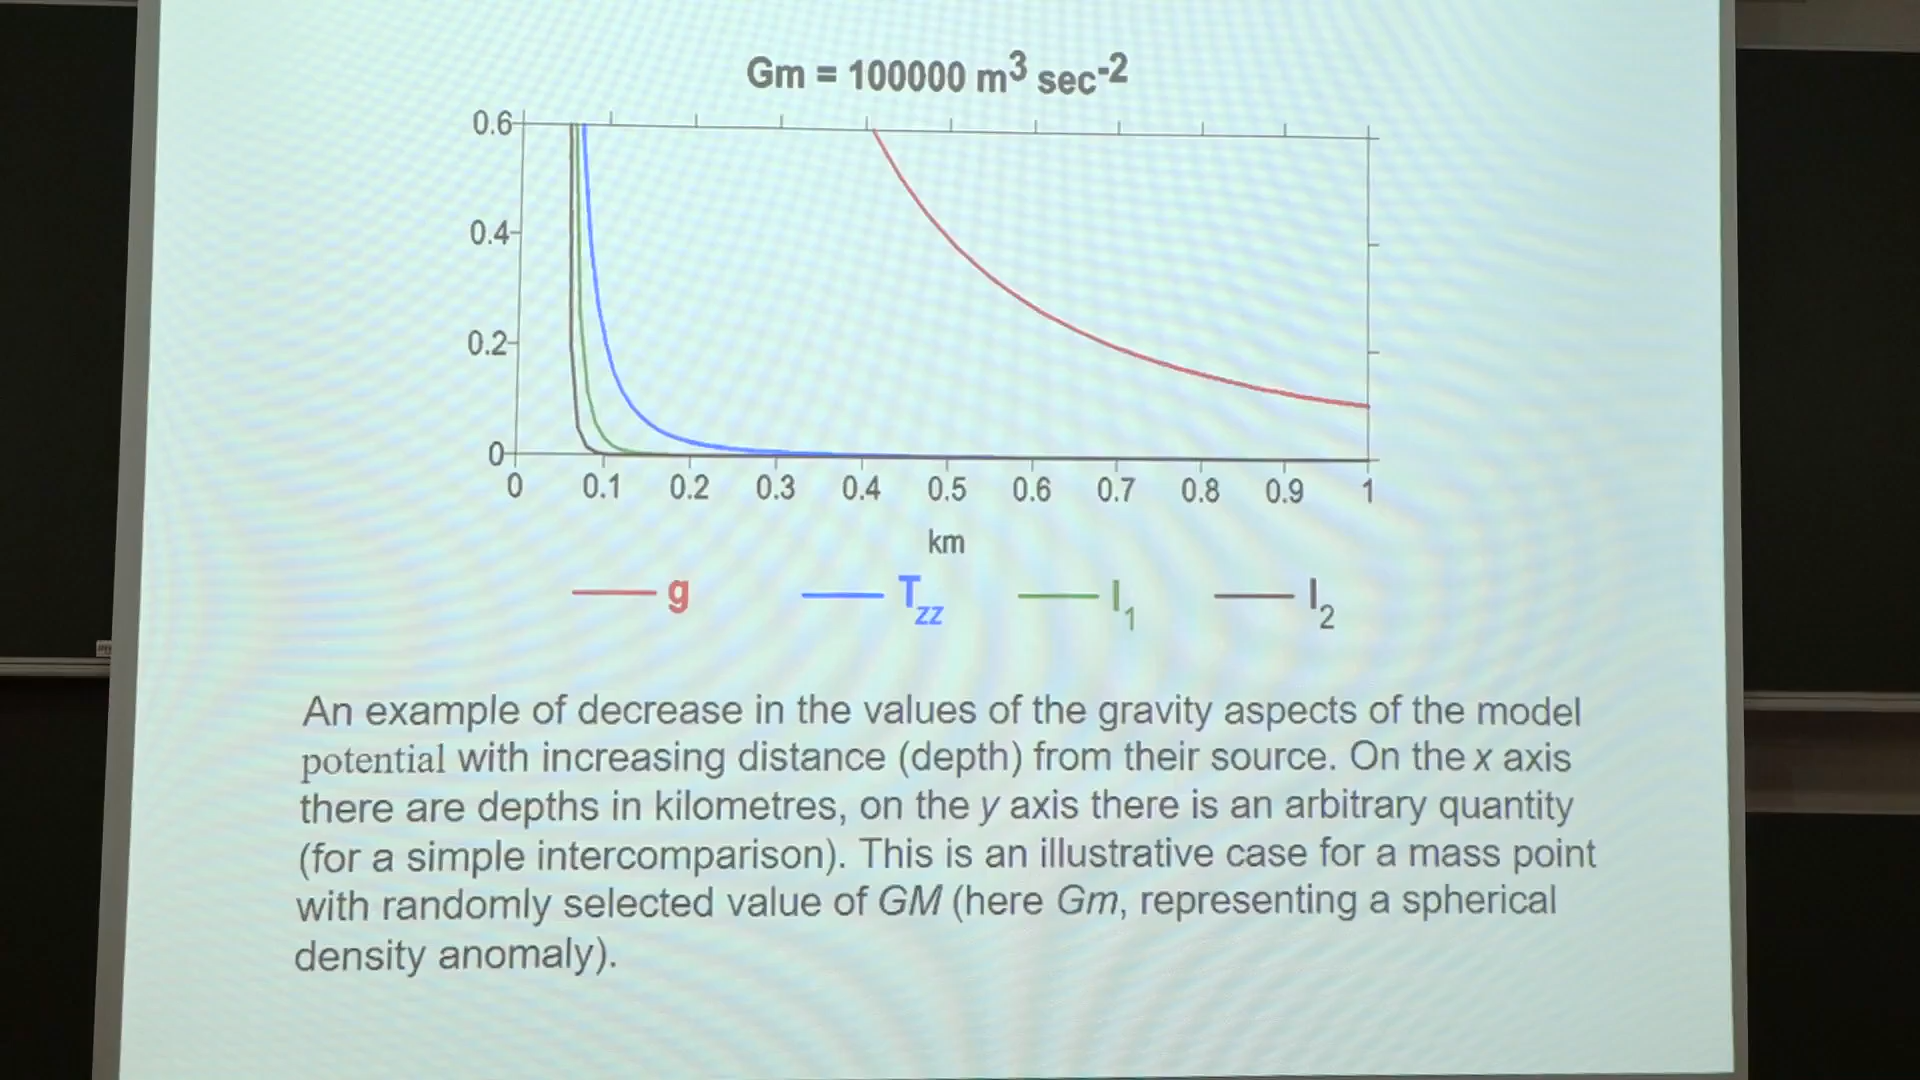 Gm = 100000 m³ sec⁻²
0.6
0.4
0.2
0
0 0.1 0.2 0.3 0.4 0.5 0.6 0.7 0.8 0.9 1
km
g T_zz I₁ I₂
An example of decrease in the values of the gravity aspects of the model
potential with increasing distance (depth) from their source. On the x axis
there are depths in kilometres, on the y axis there is an arbitrary quantity
(for a simple intercomparison). This is an illustrative case for a mass point
with randomly selected value of GM (here Gm, representing a spherical
density anomaly).